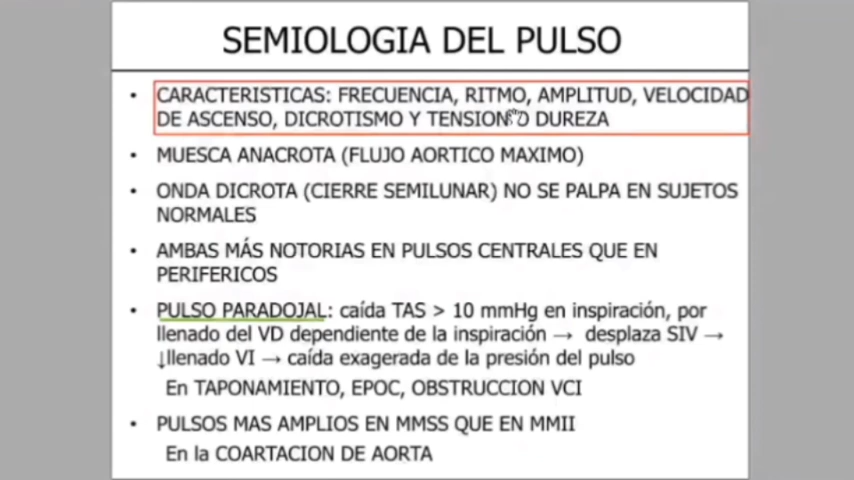 SEMIOLOGIA DEL PULSO
• CARACTERISTICAS: FRECUENCIA, RITMO, AMPLITUD, VELOCIDAD
DE ASCENSO, DICROTISMO Y TENSION O DUREZA
• MUESCA ANACROTA (FLUJO AORTICO MAXIMO)
• ONDA DICROTA (CIERRE SEMILUNAR) NO SE PALPA EN SUJETOS
NORMALES
• AMBAS MÁS NOTORIAS EN PULSOS CENTRALES QUE EN
PERIFERICOS
• PULSO PARADOJAL: caída TAS > 10 mmHg en inspiración, por
llenado del VD dependiente de la inspiración → desplaza SIV →
↓llenado VI → caída exagerada de la presión del pulso
En TAPONAMIENTO, EPOC, OBSTRUCCION VCI
• PULSOS MAS AMPLIOS EN MMSS QUE EN MMII
En la COARTACION DE AORTA